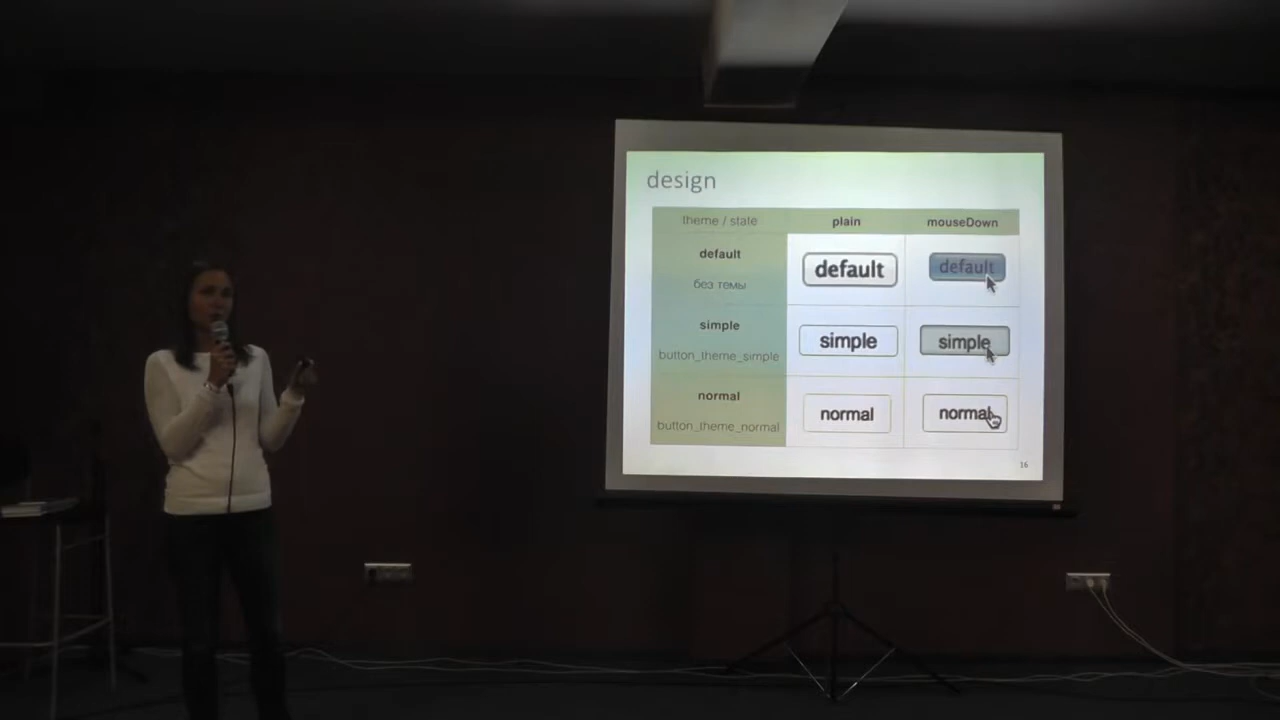 design
theme / state
plain
mouseDown
default
без темы
default
default
simple
button_theme_simple
simple
simple
normal
button_theme_normal
normal
normal
16